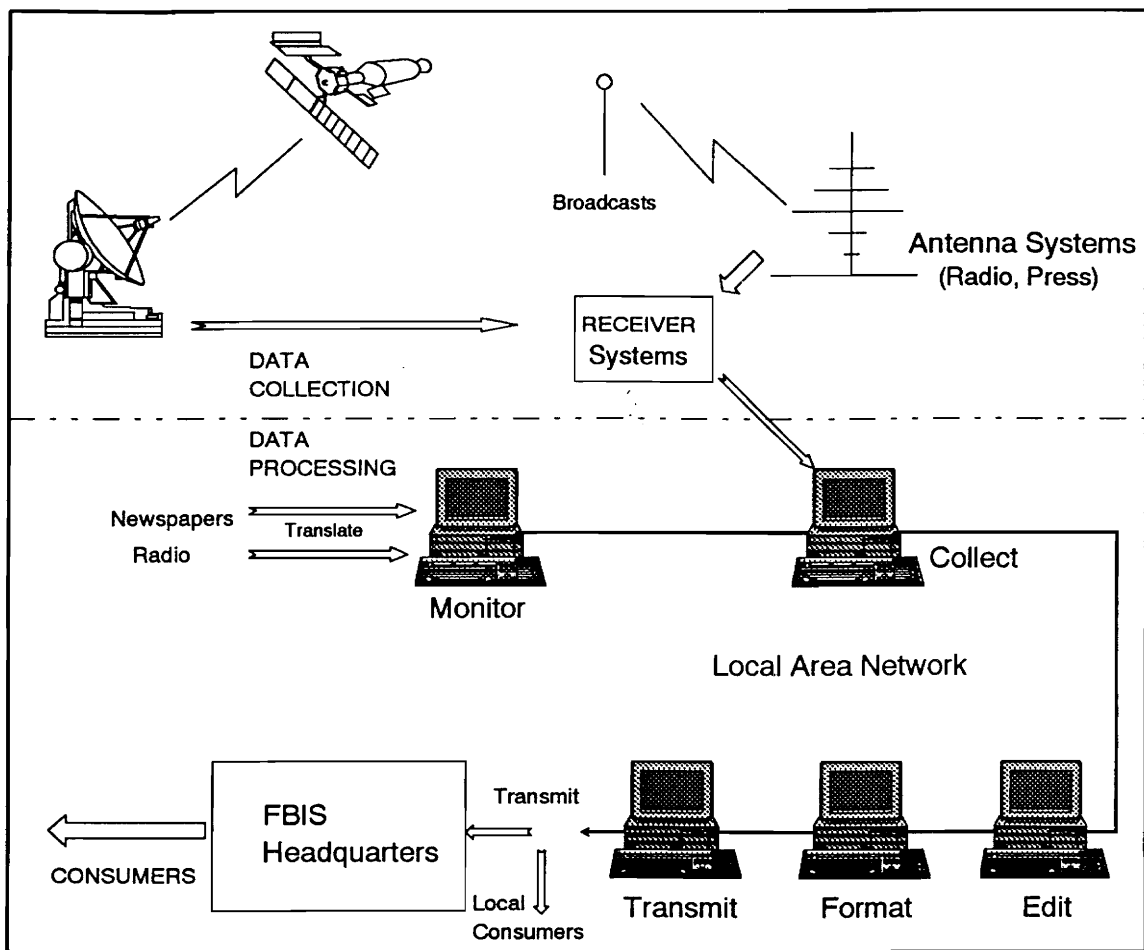 Broadcasts
Antenna Systems
(Radio, Press)
RECEIVER
Systems
DATA
COLLECTION
DATA
PROCESSING
Newspapers
Translate
Radio
Monitor
Collect
Local Area Network
FBIS
Headquarters
Transmit
CONSUMERS
Local
Consumers
Transmit
Format
Edit